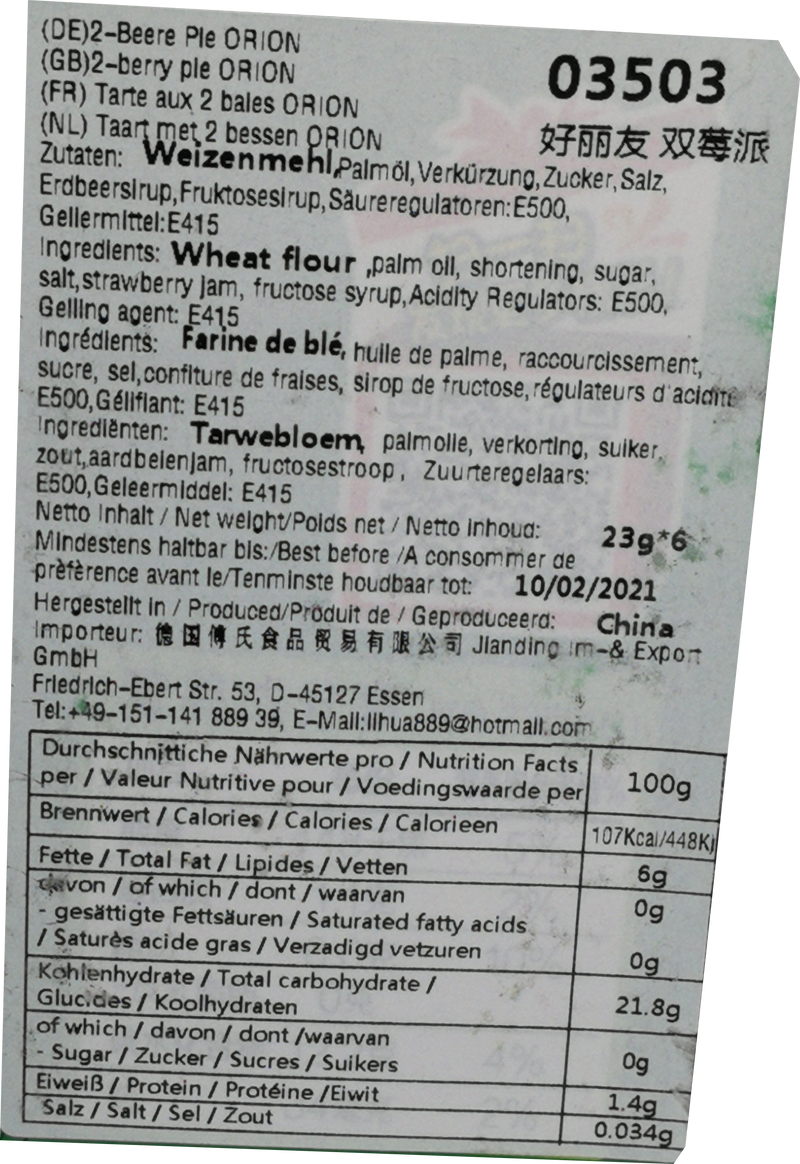 (DE)2-Beere Pie ORION
(GB)2-berry pie ORION
(FR) Tarte aux 2 baies ORION
(NL) Taart met 2 bessen ORION
03503
好丽友 双莓派
Zutaten: Weizenmehl,Palmöl,Verkürzung,Zucker,Salz,
Erdbeersirup,Fruktosesirup,Säureregulatoren:E500,
Geliermittel:E415
Ingredients: Wheat flour ,palm oil, shortening, sugar,
salt,strawberry jam, fructose syrup,Acidity Regulators: E500,
Gelling agent: E415
Ingrédients: Farine de blé, huile de palme, raccourcissement,
sucre, sel,confiture de fraises, sirop de fructose,régulateurs d'acidité
E500,Gélifiant: E415
Ingrediënten: Tarwebloem, palmolie, verkorting, suiker,
zout,aardbeienjam, fructosestroop, Zuurteregelaars:
E500,Geleermiddel: E415
Netto Inhalt / Net weight/Poids net / Netto inhoud: 23g*6
Mindestens haltbar bis:/Best before /A consommer de
prèfèrence avant le/Tenminste houdbaar tot: 10/02/2021
Hergestellt in / Produced/Produit de / Geproduceerd: China
Importeur: 德国傅氏食品贸易有限公司 Jianding im-& Export
GmbH
Friedrich-Ebert Str. 53, D-45127 Essen
Tel:+49-151-141 889 39, E-Mail:lihua889@hotmail.com
Durchschnittiche Nährwerte pro / Nutrition Facts
per / Valeur Nutritive pour / Voedingswaarde per 100g
Brennwert / Calories / Calories / Calorieen 107Kcal/448Kj
Fette / Total Fat / Lipides / Vetten 6g
davon / of which / dont / waarvan 0g
- gesättigte Fettsäuren / Saturated fatty acids
/ Saturès acide gras / Verzadigd vetzuren 0g
Kohlenhydrate / Total carbohydrate /
Glucides / Koolhydraten 21.8g
of which / davon / dont /waarvan
- Sugar / Zucker / Sucres / Suikers 0g
Eiweiß / Protein / Protéine /Eiwit 1.4g
Salz / Salt / Sel / Zout 0.034g